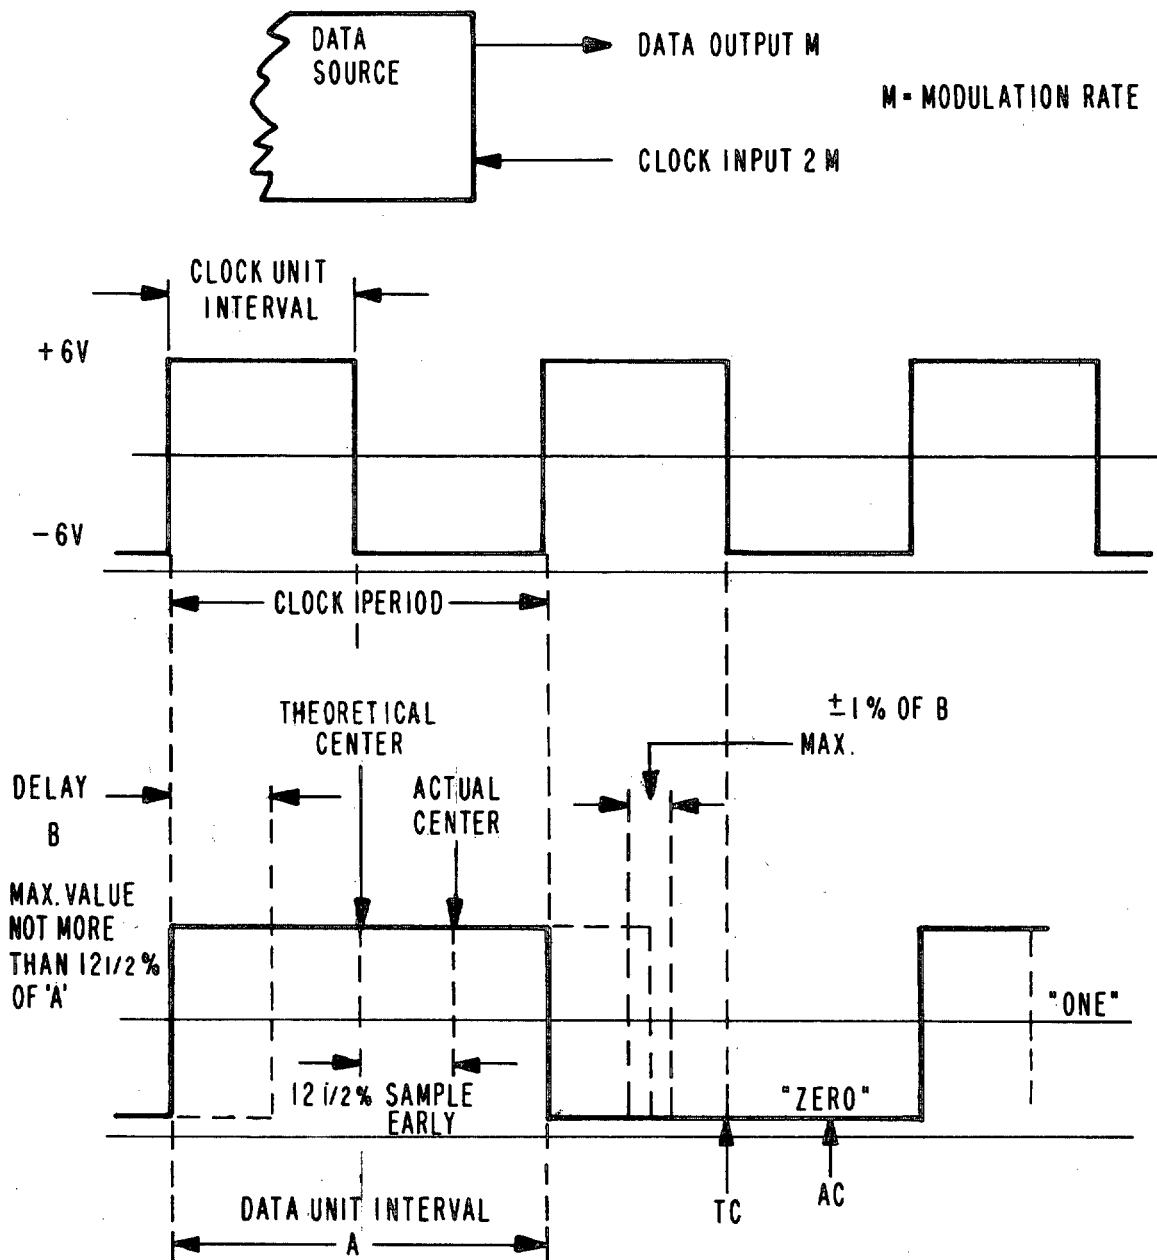 DATA
SOURCE
DATA OUTPUT M
M = MODULATION RATE
CLOCK INPUT 2 M
CLOCK UNIT
INTERVAL
+6V
-6V
CLOCK PERIOD
±1% OF B
MAX.
THEORETICAL
CENTER
DELAY
B
ACTUAL
CENTER
MAX. VALUE
NOT MORE
THAN 12 1/2 %
OF 'A'
"ONE"
12 1/2 % SAMPLE
EARLY
"ZERO"
TC
AC
DATA UNIT INTERVAL
A